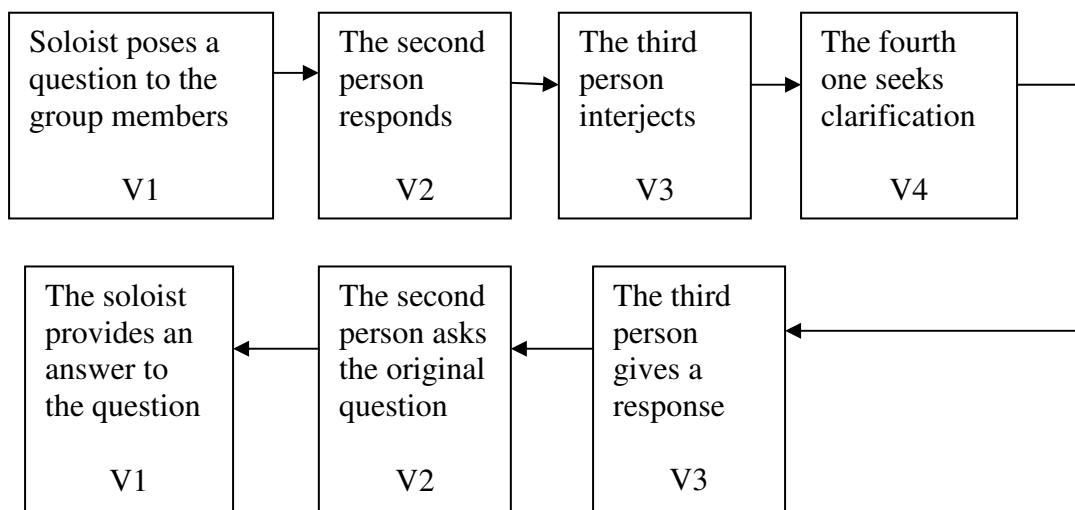 Soloist poses a
question to the
group members
V1
The second
person
responds
V2
The third
person
interjects
V3
The fourth
one seeks
clarification
V4
The third
person
gives a
response
V3
The second
person asks
the original
question
V2
The soloist
provides an
answer to
the question
V1